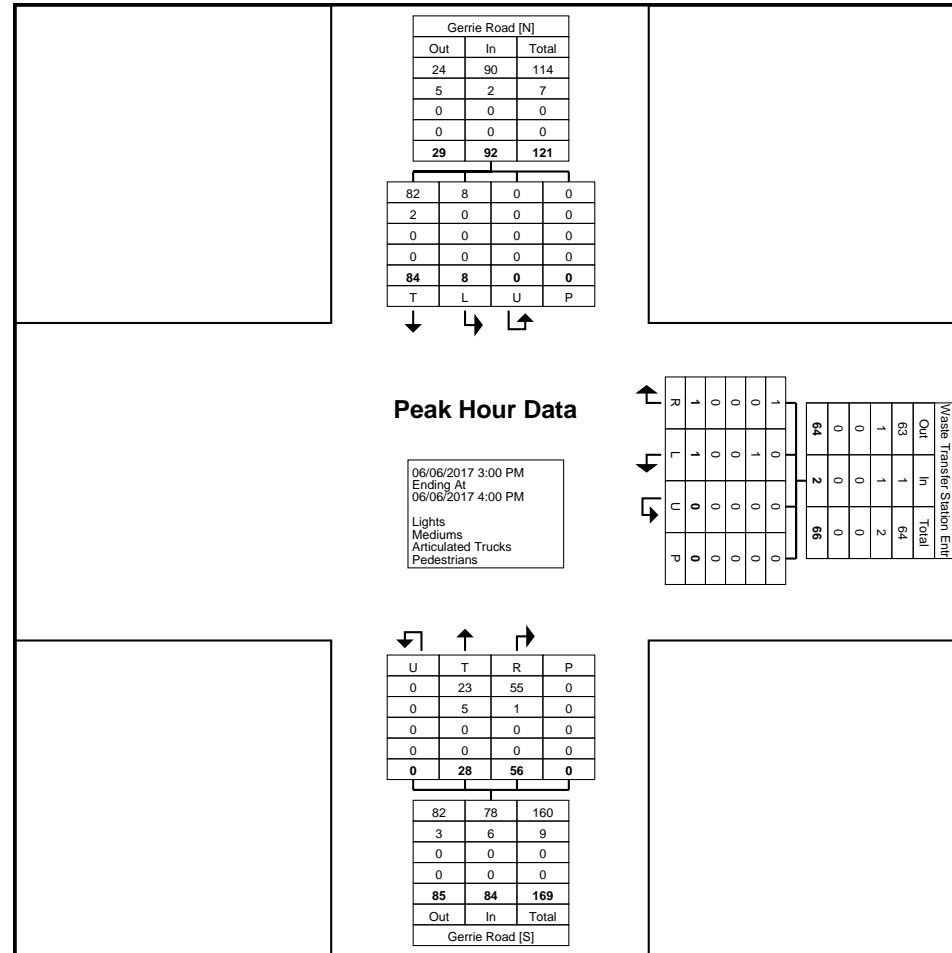 Gerrie Road [N]
Out In Total
24 90 114
5 2 7
0 0 0
0 0 0
29 92 121
82 8 0 0
2 0 0 0
0 0 0 0
0 0 0 0
84 8 0 0
T L U P
Peak Hour Data
06/06/2017 3:00 PM
Ending At
06/06/2017 4:00 PM
Lights
Mediums
Articulated Trucks
Pedestrians
Waste Transfer Station Entr
Out In Total
63 1 64
1 1 2
0 0 0
0 0 0
64 2 66
1 0 0 0
0 1 0 0
0 0 0 0
0 0 0 0
1 1 0 0
R L U P
U T R P
0 23 55 0
0 5 1 0
0 0 0 0
0 0 0 0
0 28 56 0
82 78 160
3 6 9
0 0 0
0 0 0
85 84 169
Out In Total
Gerrie Road [S]